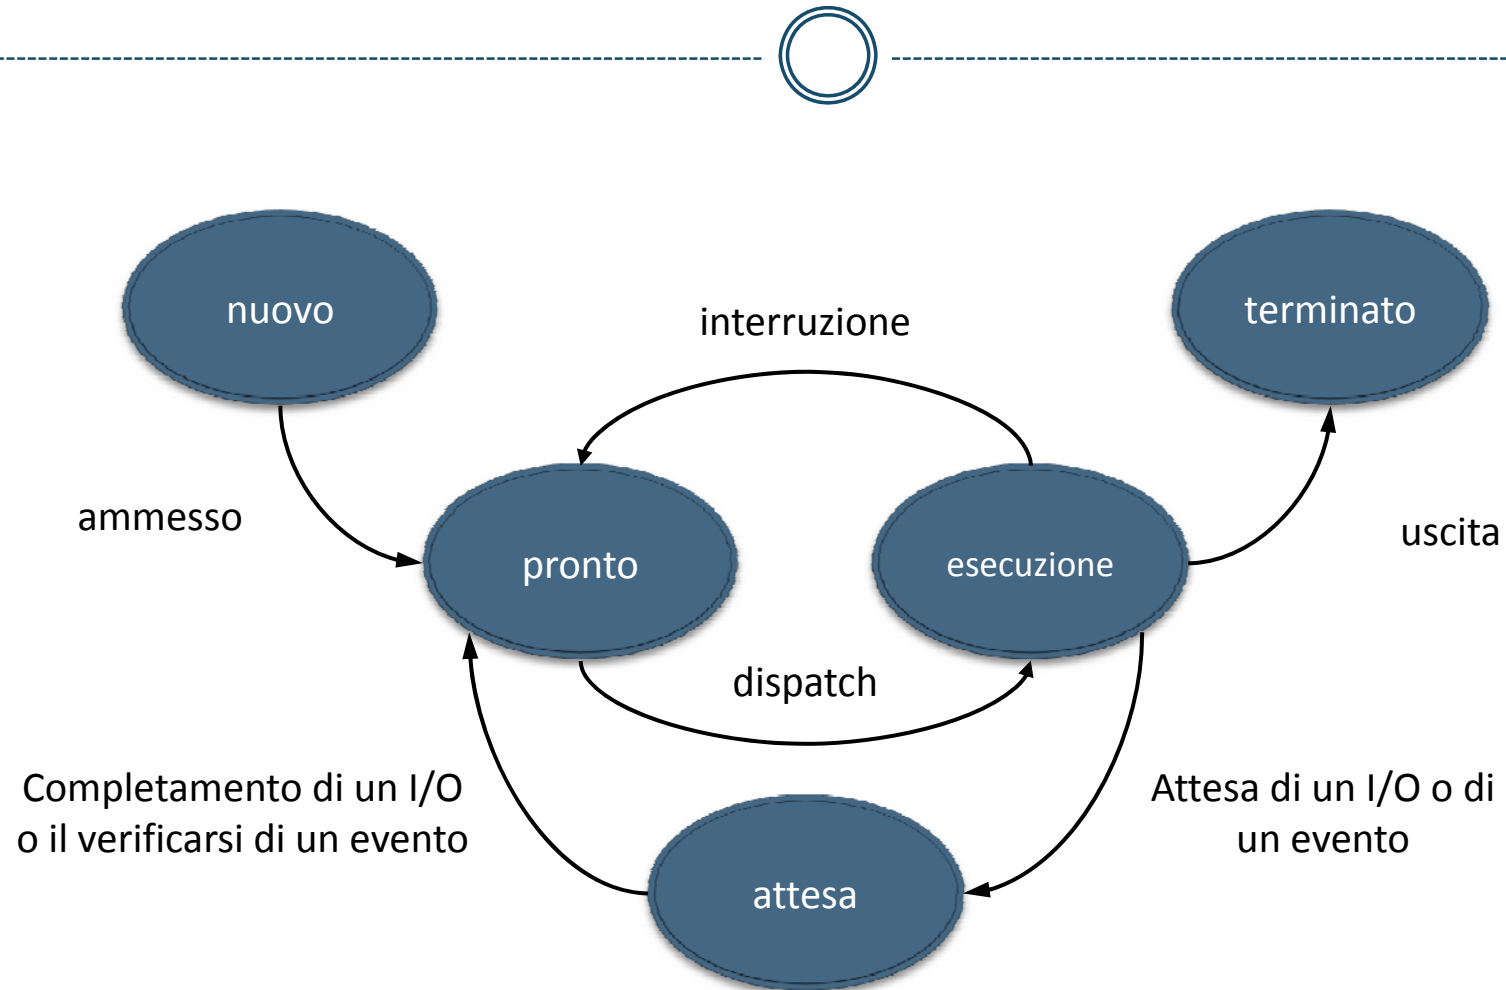 nuovo
terminato
interruzione
ammesso
uscita
pronto
esecuzione
dispatch
Completamento di un I/O
o il verificarsi di un evento
Attesa di un I/O o di
un evento
attesa